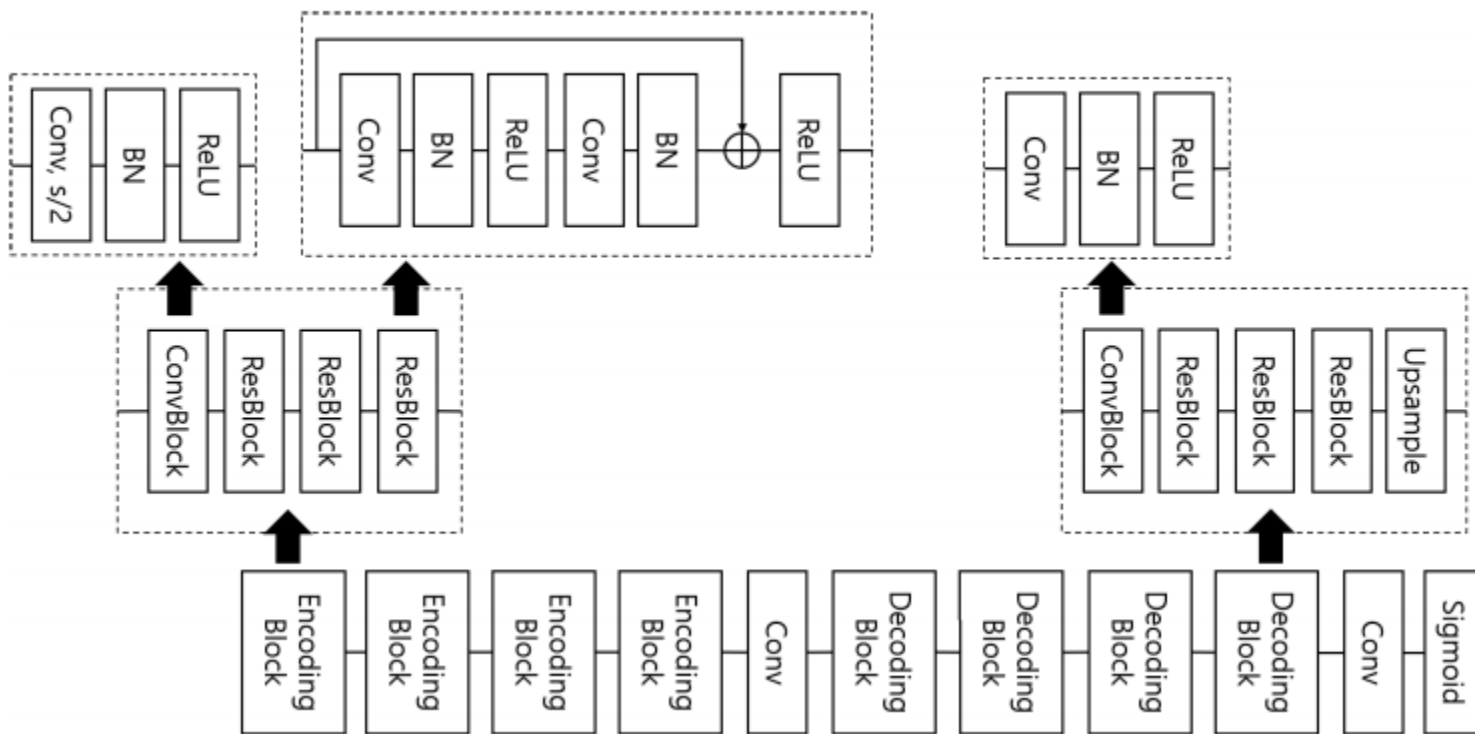 Conv, s/2
BN
ReLU
Conv
BN
ReLU
Conv
BN
ReLU
Conv
BN
ReLU
ConvBlock
ResBlock
ResBlock
ResBlock
ConvBlock
ResBlock
ResBlock
ResBlock
Upsample
Encoding
Block
Encoding
Block
Encoding
Block
Encoding
Block
Conv
Decoding
Block
Decoding
Block
Decoding
Block
Decoding
Block
Conv
Sigmoid